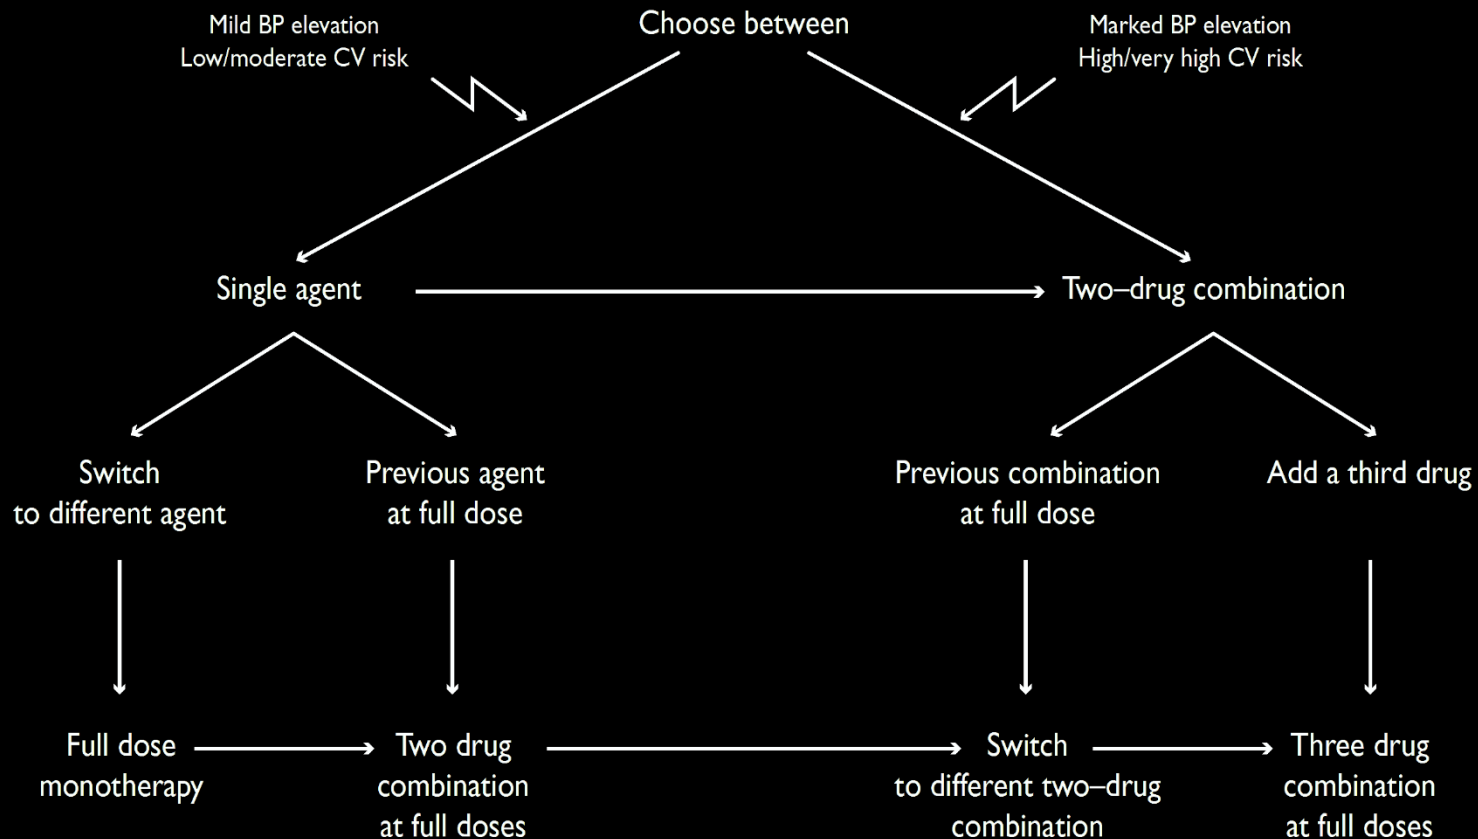 Mild BP elevation
Low/moderate CV risk
Choose between
Marked BP elevation
High/very high CV risk
Single agent
Two–drug combination
Switch
to different agent
Previous agent
at full dose
Previous combination
at full dose
Add a third drug
Full dose
monotherapy
Two drug
combination
at full doses
Switch
to different two–drug
combination
Three drug
combination
at full doses